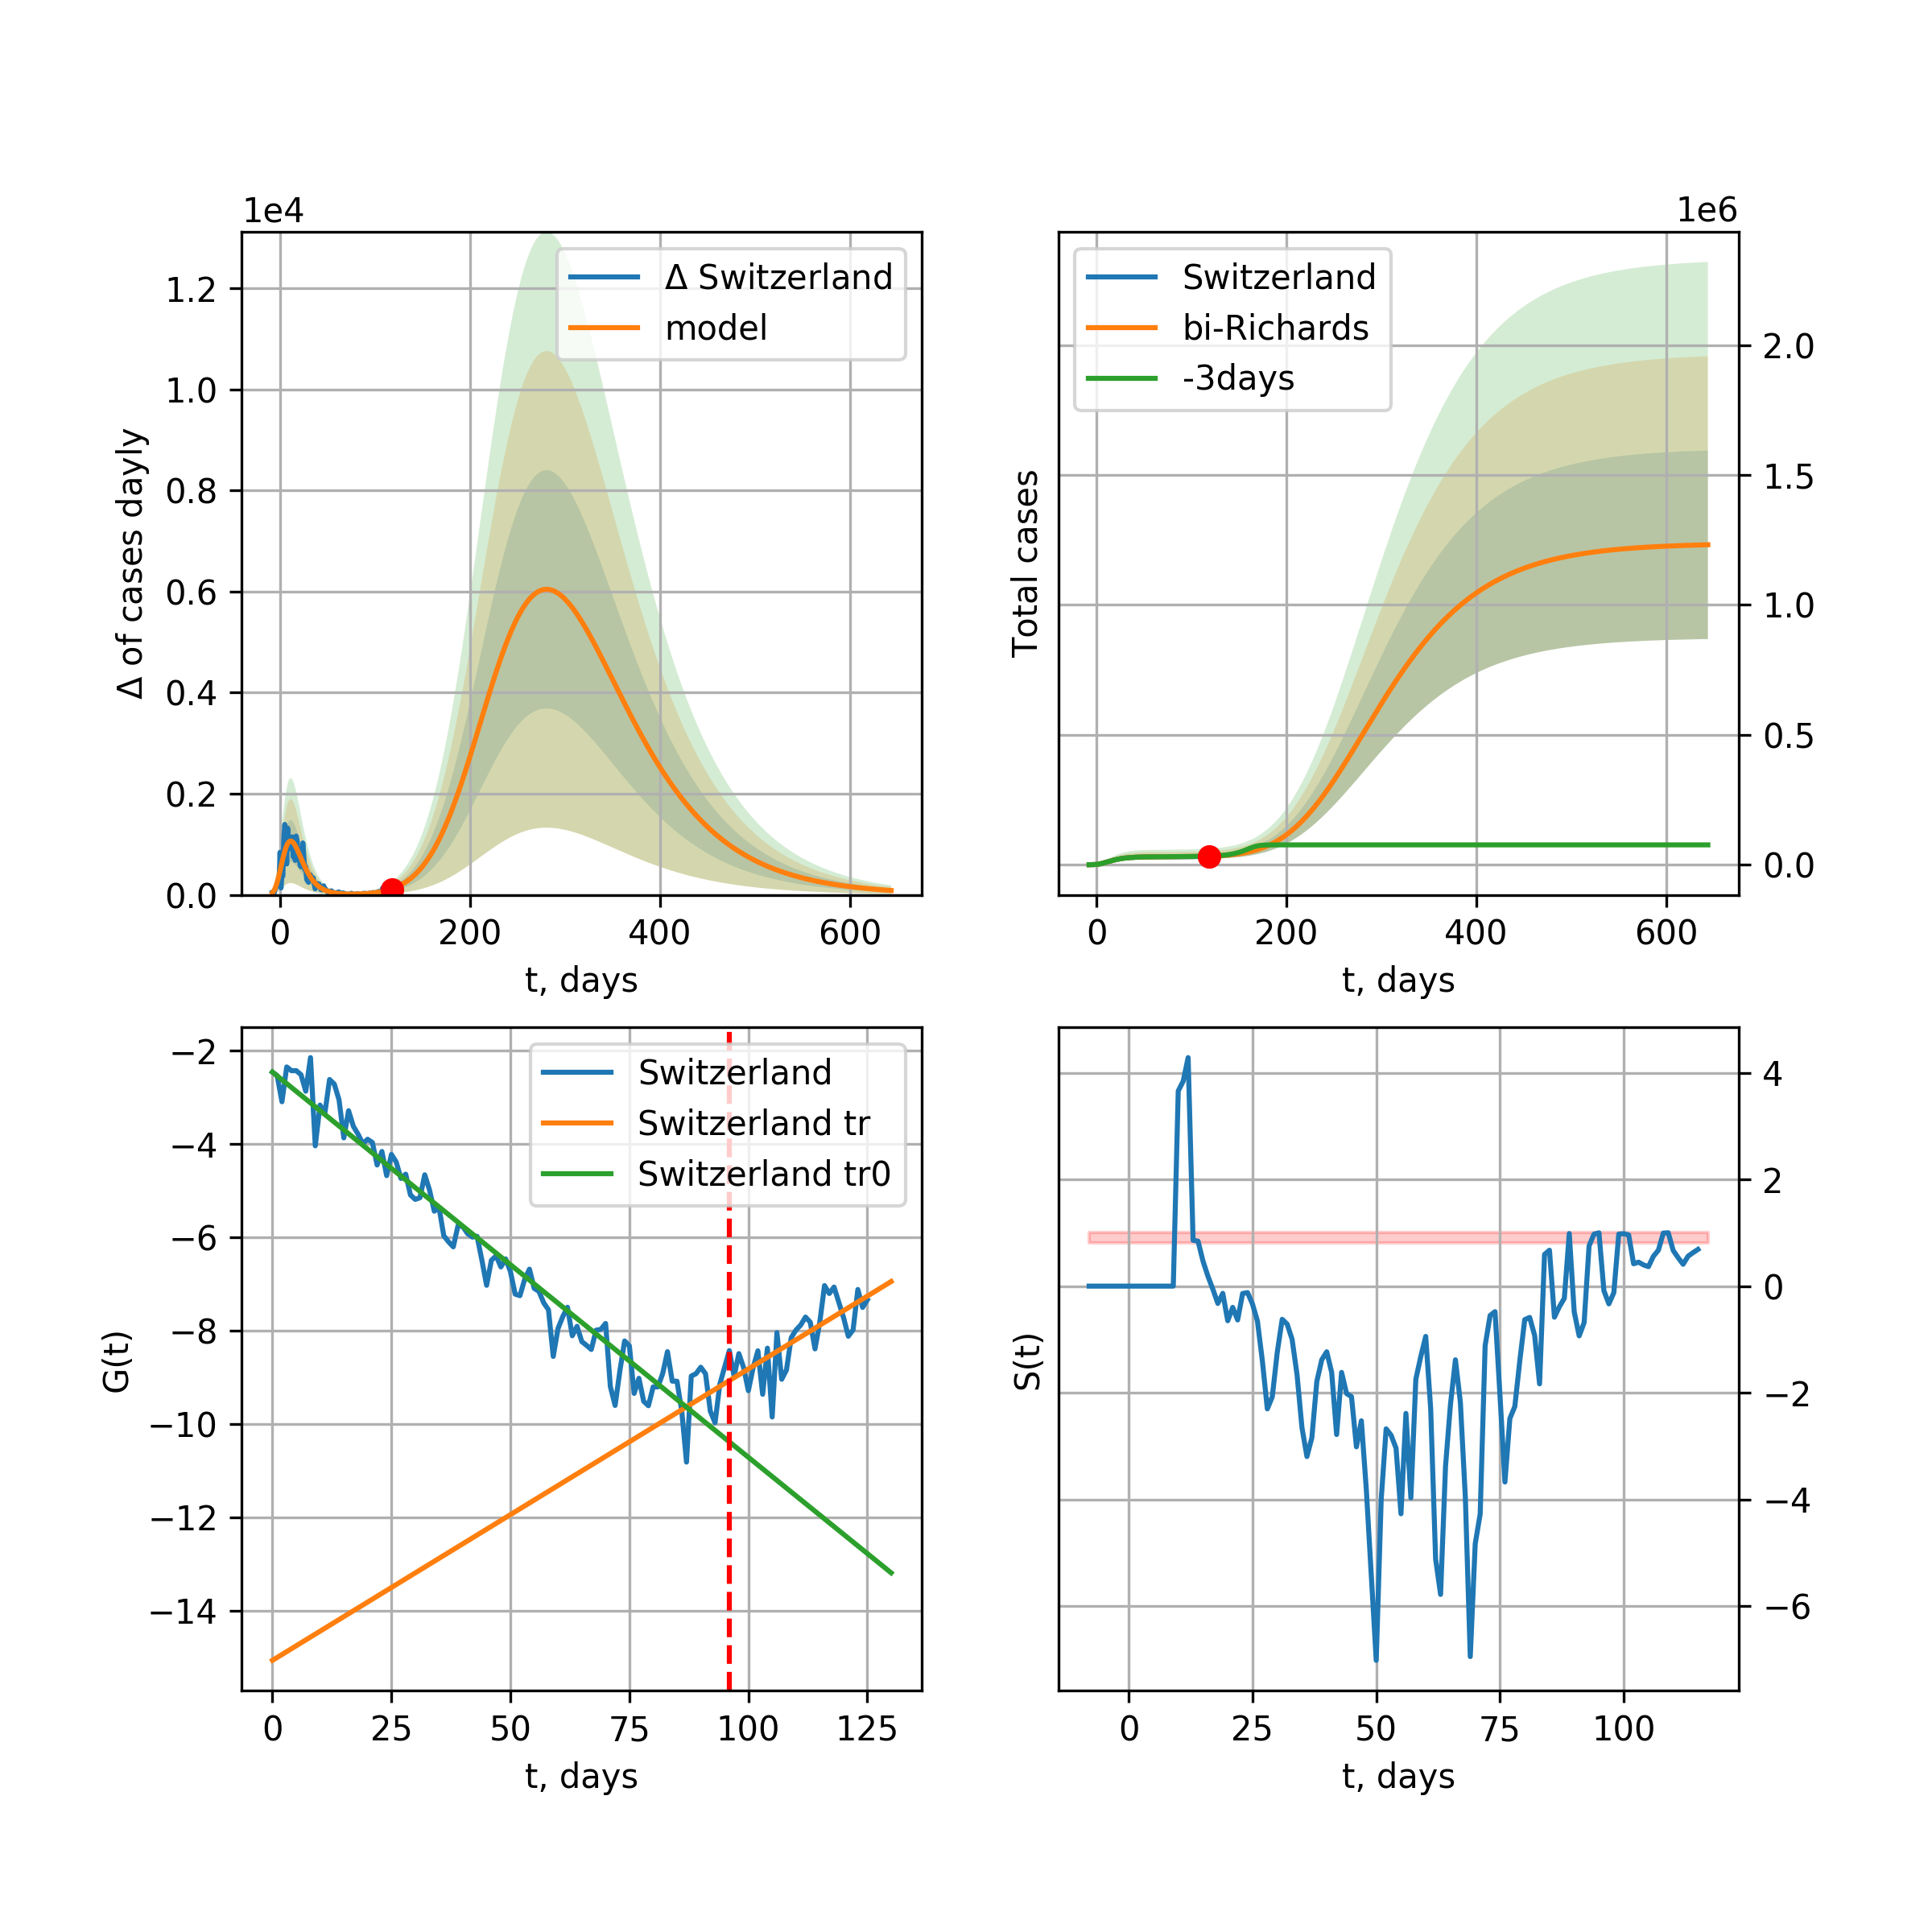 1e4
Δ of cases dayly
1.2
1.0
0.8
0.6
0.4
0.2
0.0
0 200 400 600
t, days
Δ Switzerland
model
1e6
Total cases
2.0
1.5
1.0
0.5
0.0
0 200 400 600
t, days
Switzerland
bi-Richards
-3days
G(t)
−2
−4
−6
−8
−10
−12
−14
0 25 50 75 100 125
t, days
Switzerland
Switzerland tr
Switzerland tr0
S(t)
4
2
0
−2
−4
−6
0 25 50 75 100
t, days